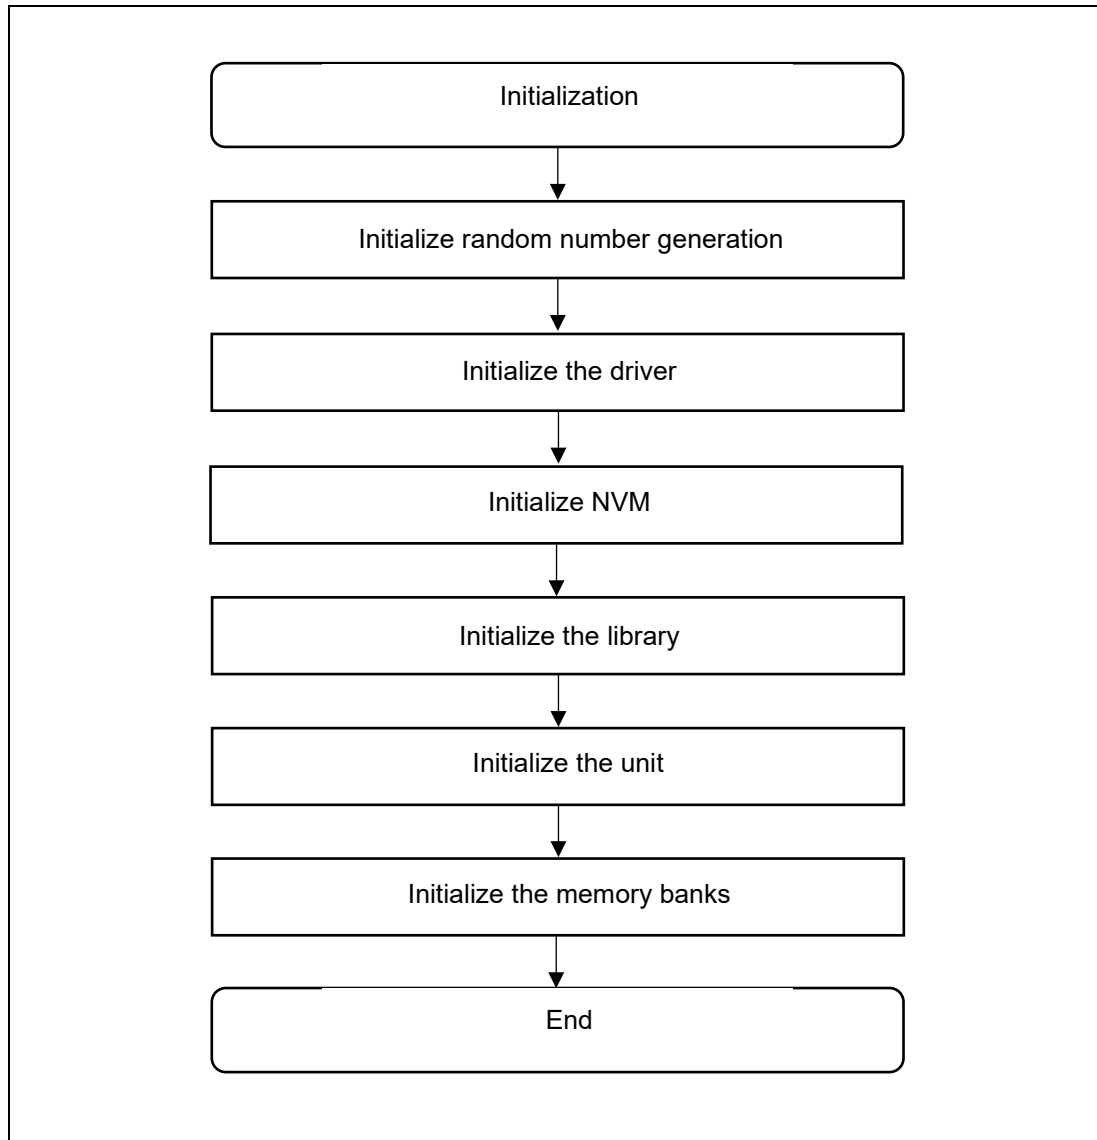 Initialization
Initialize random number generation
Initialize the driver
Initialize NVM
Initialize the library
Initialize the unit
Initialize the memory banks
End